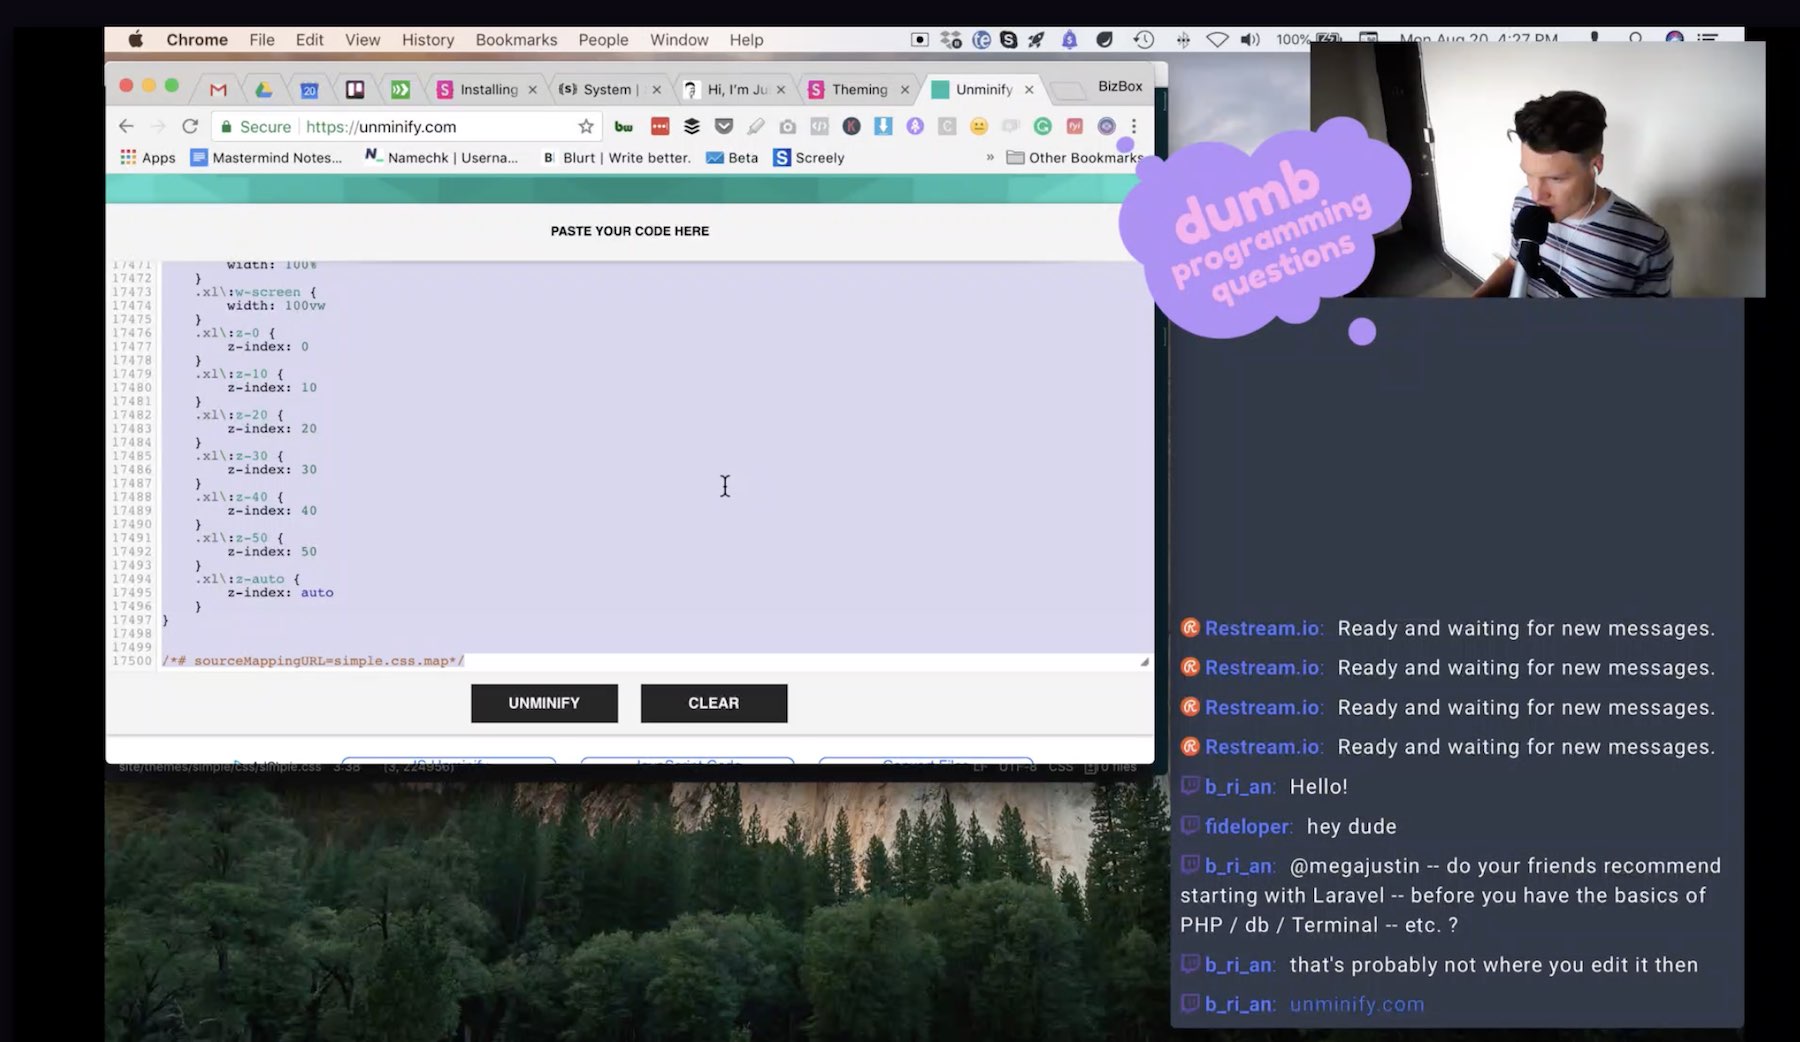 Chrome File Edit View History Bookmarks People Window Help
100% Mon Aug 20 4:27 PM
20 Installing × {s} System | × Hi, I'm Ju × Theming × Unminify × BizBox
Secure https://unminify.com
Apps Mastermind Notes... Namechk | Userna... Blurt | Write better. Beta Screely » Other Bookmarks
dumb
programming
questions
PASTE YOUR CODE HERE
17471 width: 100%
17472 }
17473 .xl\:w-screen {
17474 width: 100vw
17475 }
17476 .xl\:z-0 {
17477 z-index: 0
17478 }
17479 .xl\:z-10 {
17480 z-index: 10
17481 }
17482 .xl\:z-20 {
17483 z-index: 20
17484 }
17485 .xl\:z-30 {
17486 z-index: 30
17487 }
17488 .xl\:z-40 {
17489 z-index: 40
17490 }
17491 .xl\:z-50 {
17492 z-index: 50
17493 }
17494 .xl\:z-auto {
17495 z-index: auto
17496 }
17497 }
17498
17499
17500 /*# sourceMappingURL=simple.css.map*/
UNMINIFY CLEAR
site/themes/simple/css/simple.css LF UTF-8 CSS 0 files
Restream.io: Ready and waiting for new messages.
Restream.io: Ready and waiting for new messages.
Restream.io: Ready and waiting for new messages.
Restream.io: Ready and waiting for new messages.
b_ri_an: Hello!
fideloper: hey dude
b_ri_an: @megajustin -- do your friends recommend
starting with Laravel -- before you have the basics of
PHP / db / Terminal -- etc. ?
b_ri_an: that's probably not where you edit it then
b_ri_an: unminify.com